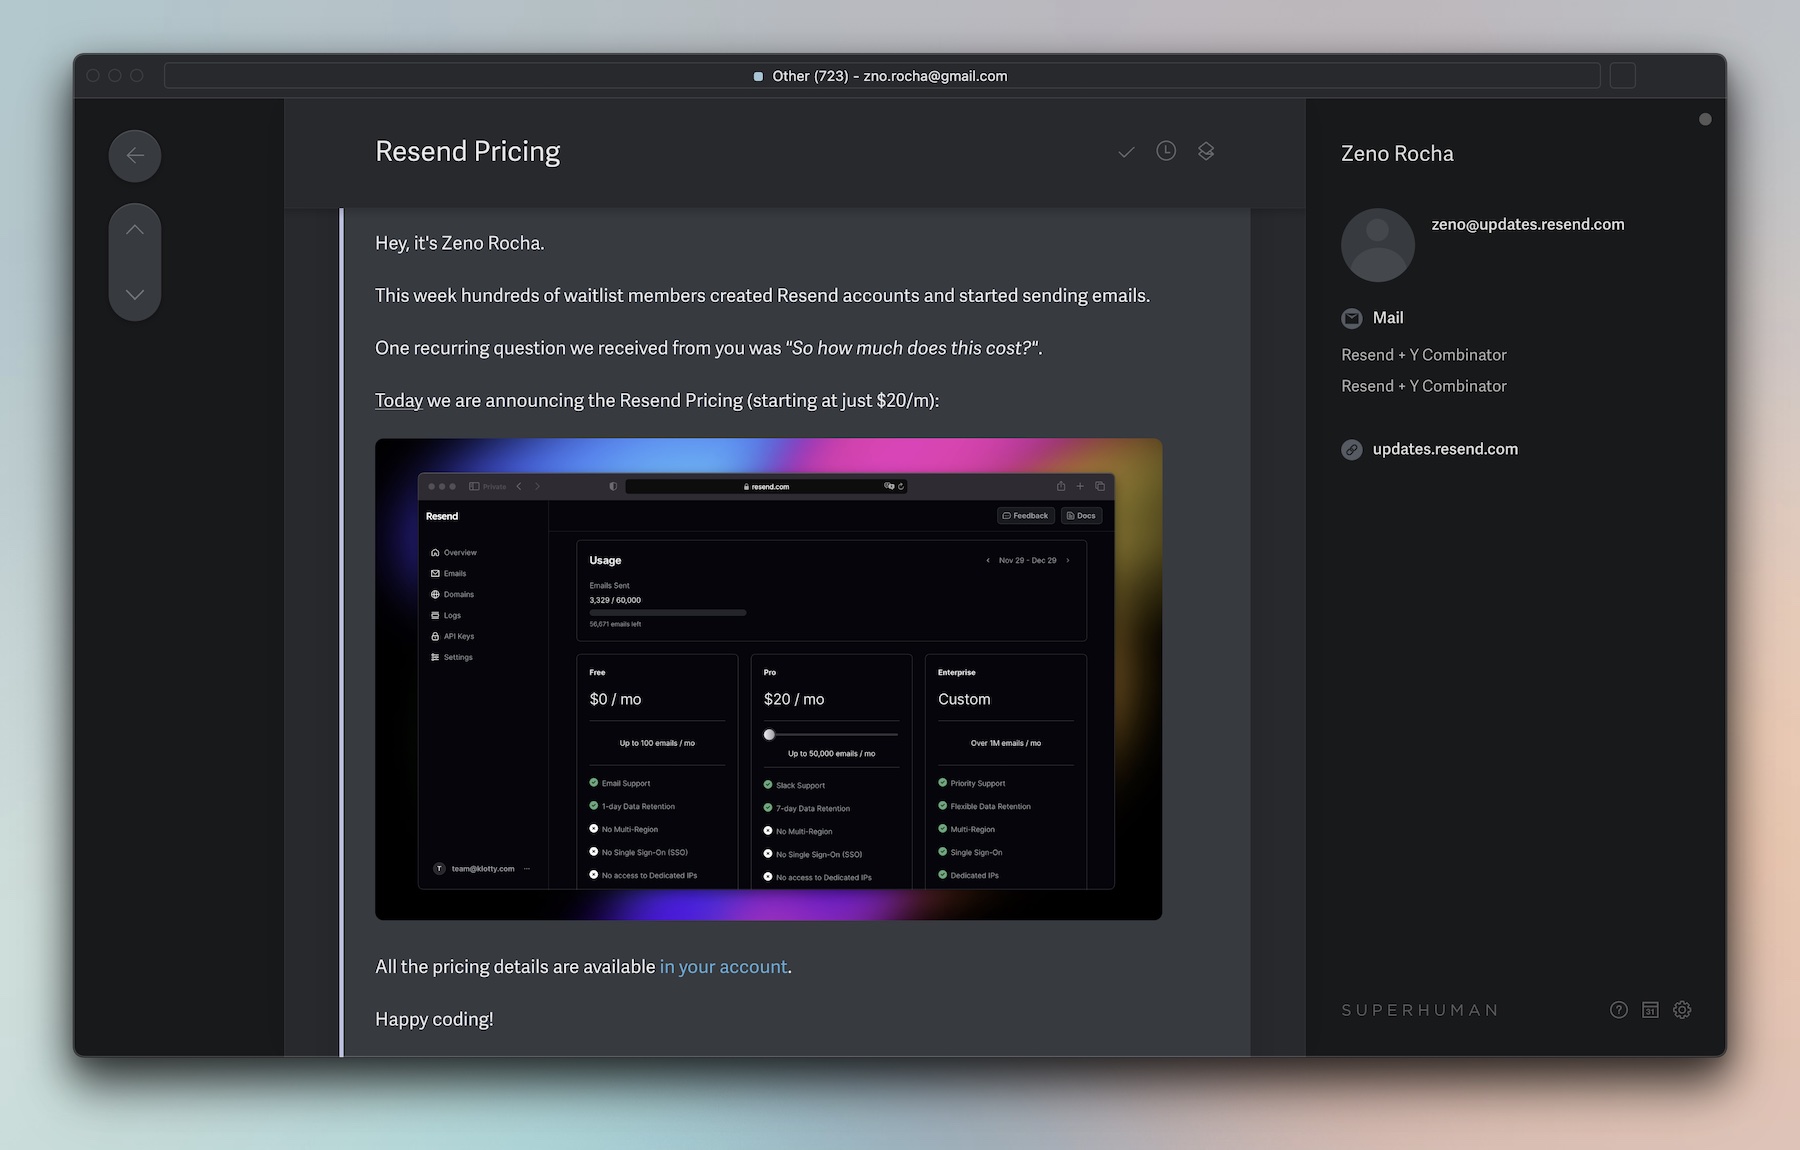 Other (723) - zno.rocha@gmail.com
Resend Pricing
Hey, it's Zeno Rocha.
This week hundreds of waitlist members created Resend accounts and started sending emails.
One recurring question we received from you was "So how much does this cost?".
Today we are announcing the Resend Pricing (starting at just $20/m):
Private
resend.com
Resend
Feedback
Docs
Overview
Emails
Domains
Logs
API Keys
Settings
team@klotty.com
T
Usage
Nov 29 - Dec 29
Emails Sent
3,329 / 60,000
56,671 emails left
Free
$0 / mo
Up to 100 emails / mo
Email Support
1-day Data Retention
No Multi-Region
No Single Sign-On (SSO)
No access to Dedicated IPs
Pro
$20 / mo
Up to 50,000 emails / mo
Slack Support
7-day Data Retention
No Multi-Region
No Single Sign-On (SSO)
No access to Dedicated IPs
Enterprise
Custom
Over 1M emails / mo
Priority Support
Flexible Data Retention
Multi-Region
Single Sign-On
Dedicated IPs
All the pricing details are available in your account.
Happy coding!
Zeno Rocha
zeno@updates.resend.com
Mail
Resend + Y Combinator
Resend + Y Combinator
updates.resend.com
SUPERHUMAN
31